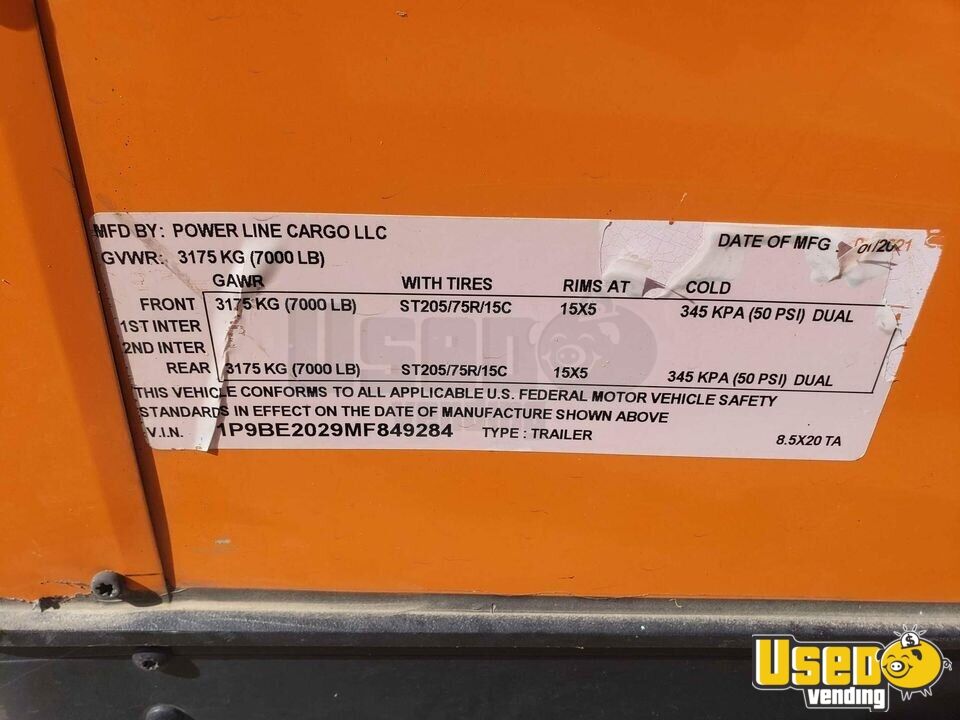 MFD BY: POWER LINE CARGO LLC
DATE OF MFG /2021
GVWR: 3175 KG (7000 LB)
GAWR WITH TIRES RIMS AT COLD
FRONT 3175 KG (7000 LB) ST205/75R/15C 15X5 345 KPA (50 PSI) DUAL
1ST INTER
2ND INTER
REAR 3175 KG (7000 LB) ST205/75R/15C 15X5 345 KPA (50 PSI) DUAL
THIS VEHICLE CONFORMS TO ALL APPLICABLE U.S. FEDERAL MOTOR VEHICLE SAFETY
STANDARDS IN EFFECT ON THE DATE OF MANUFACTURE SHOWN ABOVE
V.I.N. 1P9BE2029MF849284 TYPE: TRAILER 8.5X20 TA
USED
USED
vending